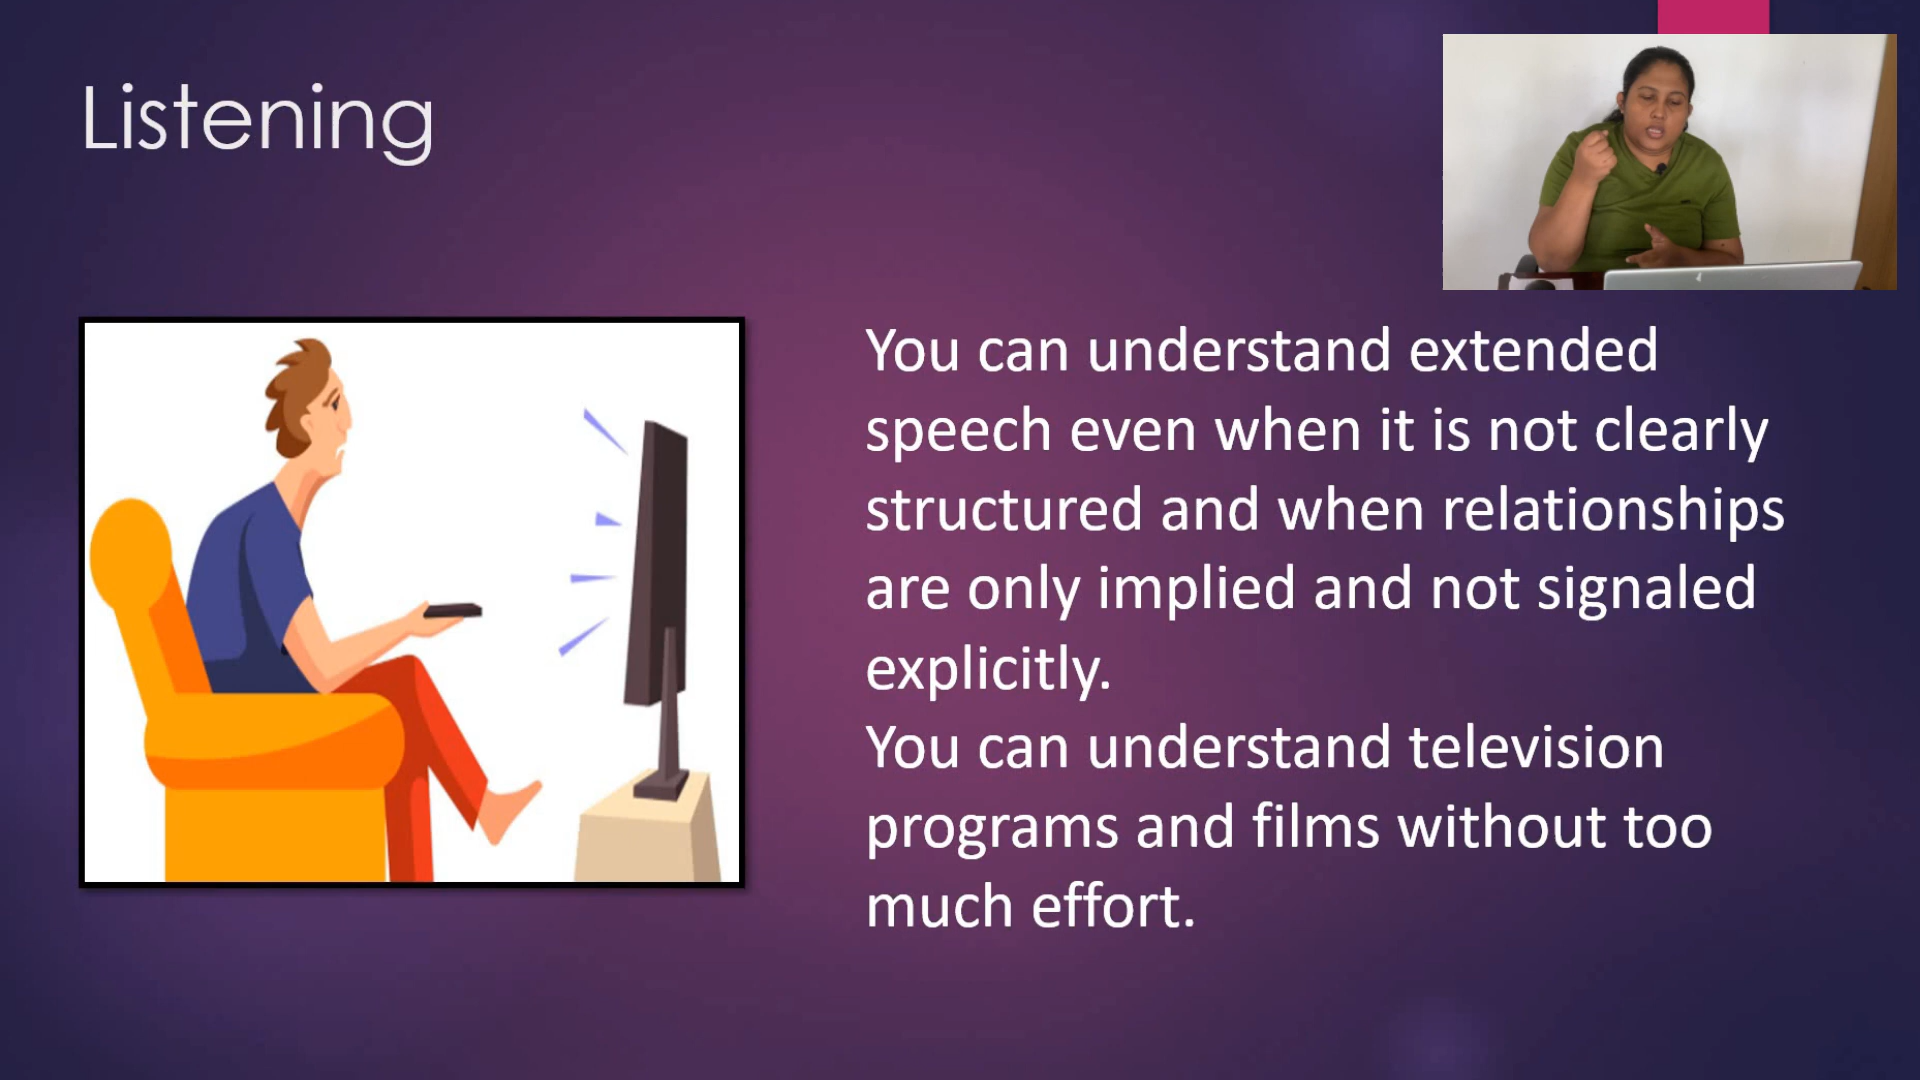 Listening
You can understand extended
speech even when it is not clearly
structured and when relationships
are only implied and not signaled
explicitly.
You can understand television
programs and films without too
much effort.